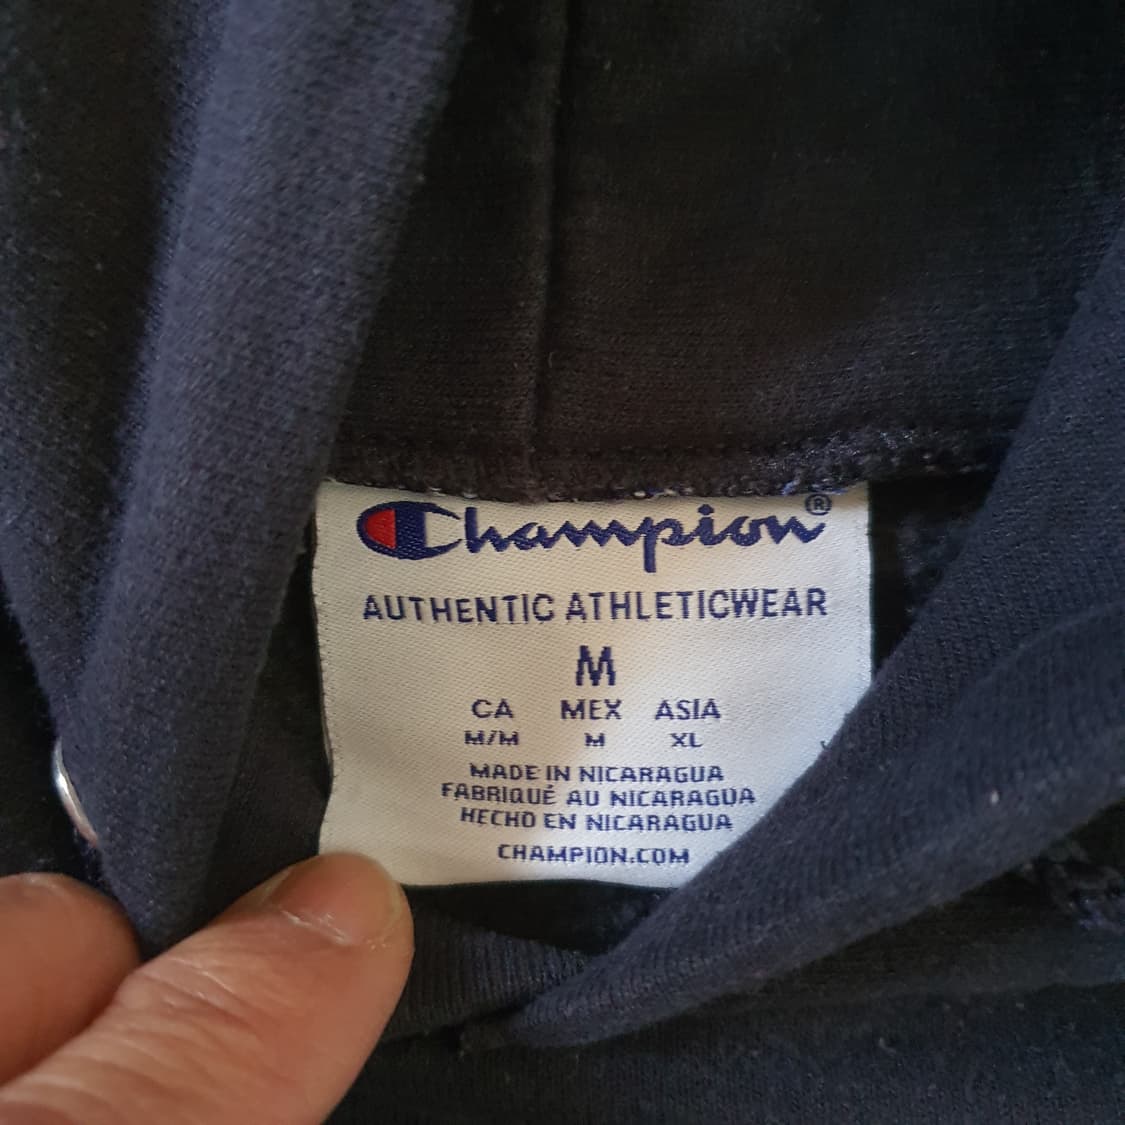 Champion®
AUTHENTIC ATHLETICWEAR
M
CA MEX ASIA
M/M M XL
MADE IN NICARAGUA
FABRIQUÉ AU NICARAGUA
HECHO EN NICARAGUA
CHAMPION.COM